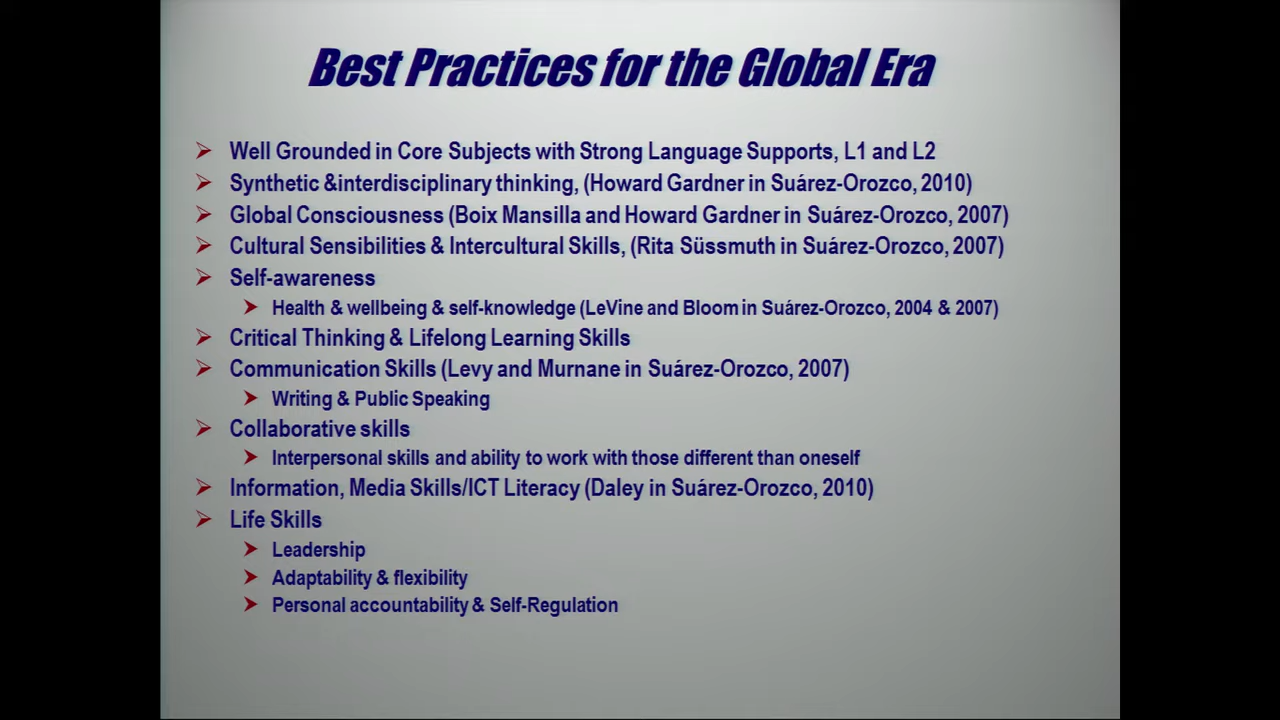 Best Practices for the Global Era
Well Grounded in Core Subjects with Strong Language Supports, L1 and L2
Synthetic &interdisciplinary thinking, (Howard Gardner in Suárez-Orozco, 2010)
Global Consciousness (Boix Mansilla and Howard Gardner in Suárez-Orozco, 2007)
Cultural Sensibilities & Intercultural Skills, (Rita Süssmuth in Suárez-Orozco, 2007)
Self-awareness
Health & wellbeing & self-knowledge (LeVine and Bloom in Suárez-Orozco, 2004 & 2007)
Critical Thinking & Lifelong Learning Skills
Communication Skills (Levy and Murnane in Suárez-Orozco, 2007)
Writing & Public Speaking
Collaborative skills
Interpersonal skills and ability to work with those different than oneself
Information, Media Skills/ICT Literacy (Daley in Suárez-Orozco, 2010)
Life Skills
Leadership
Adaptability & flexibility
Personal accountability & Self-Regulation